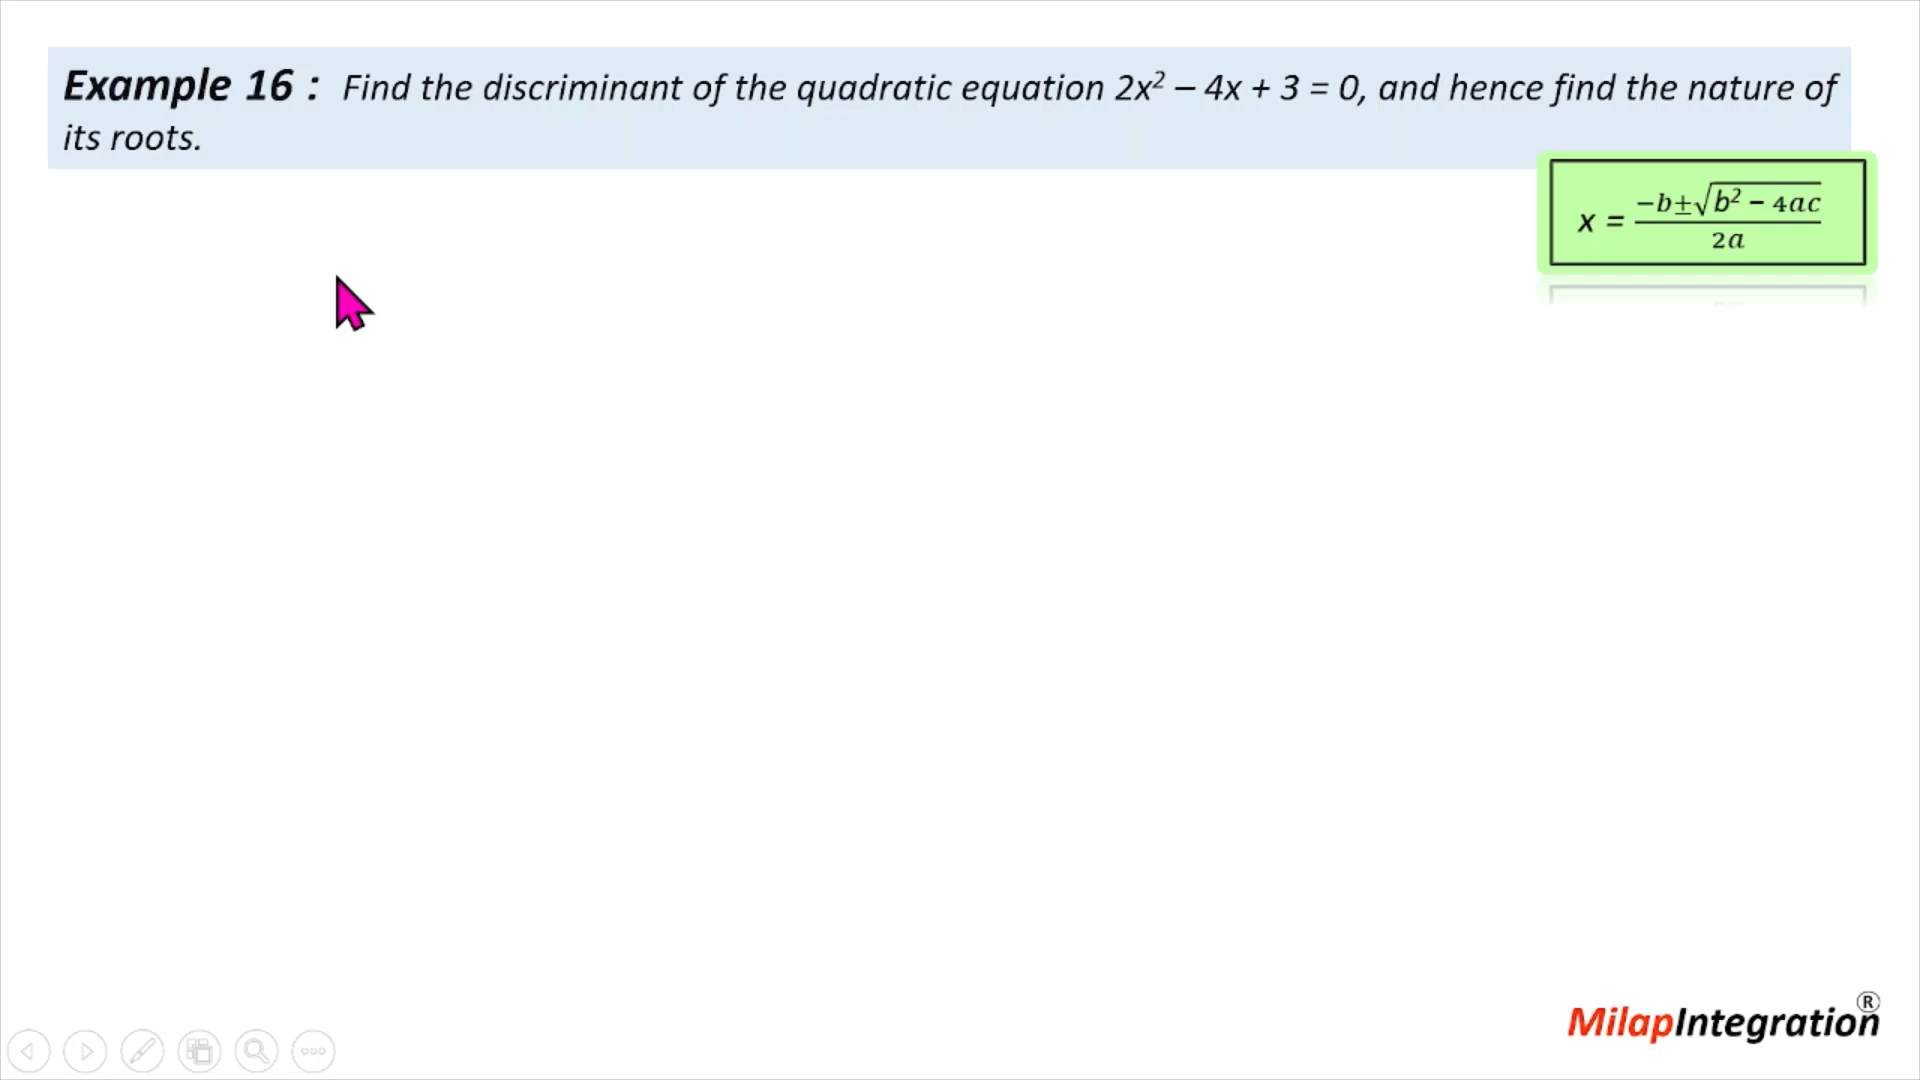 Example 16 : Find the discriminant of the quadratic equation 2x² – 4x + 3 = 0, and hence find the nature of
its roots.
x = −b±√b² − 4ac / 2a
MilapIntegration®